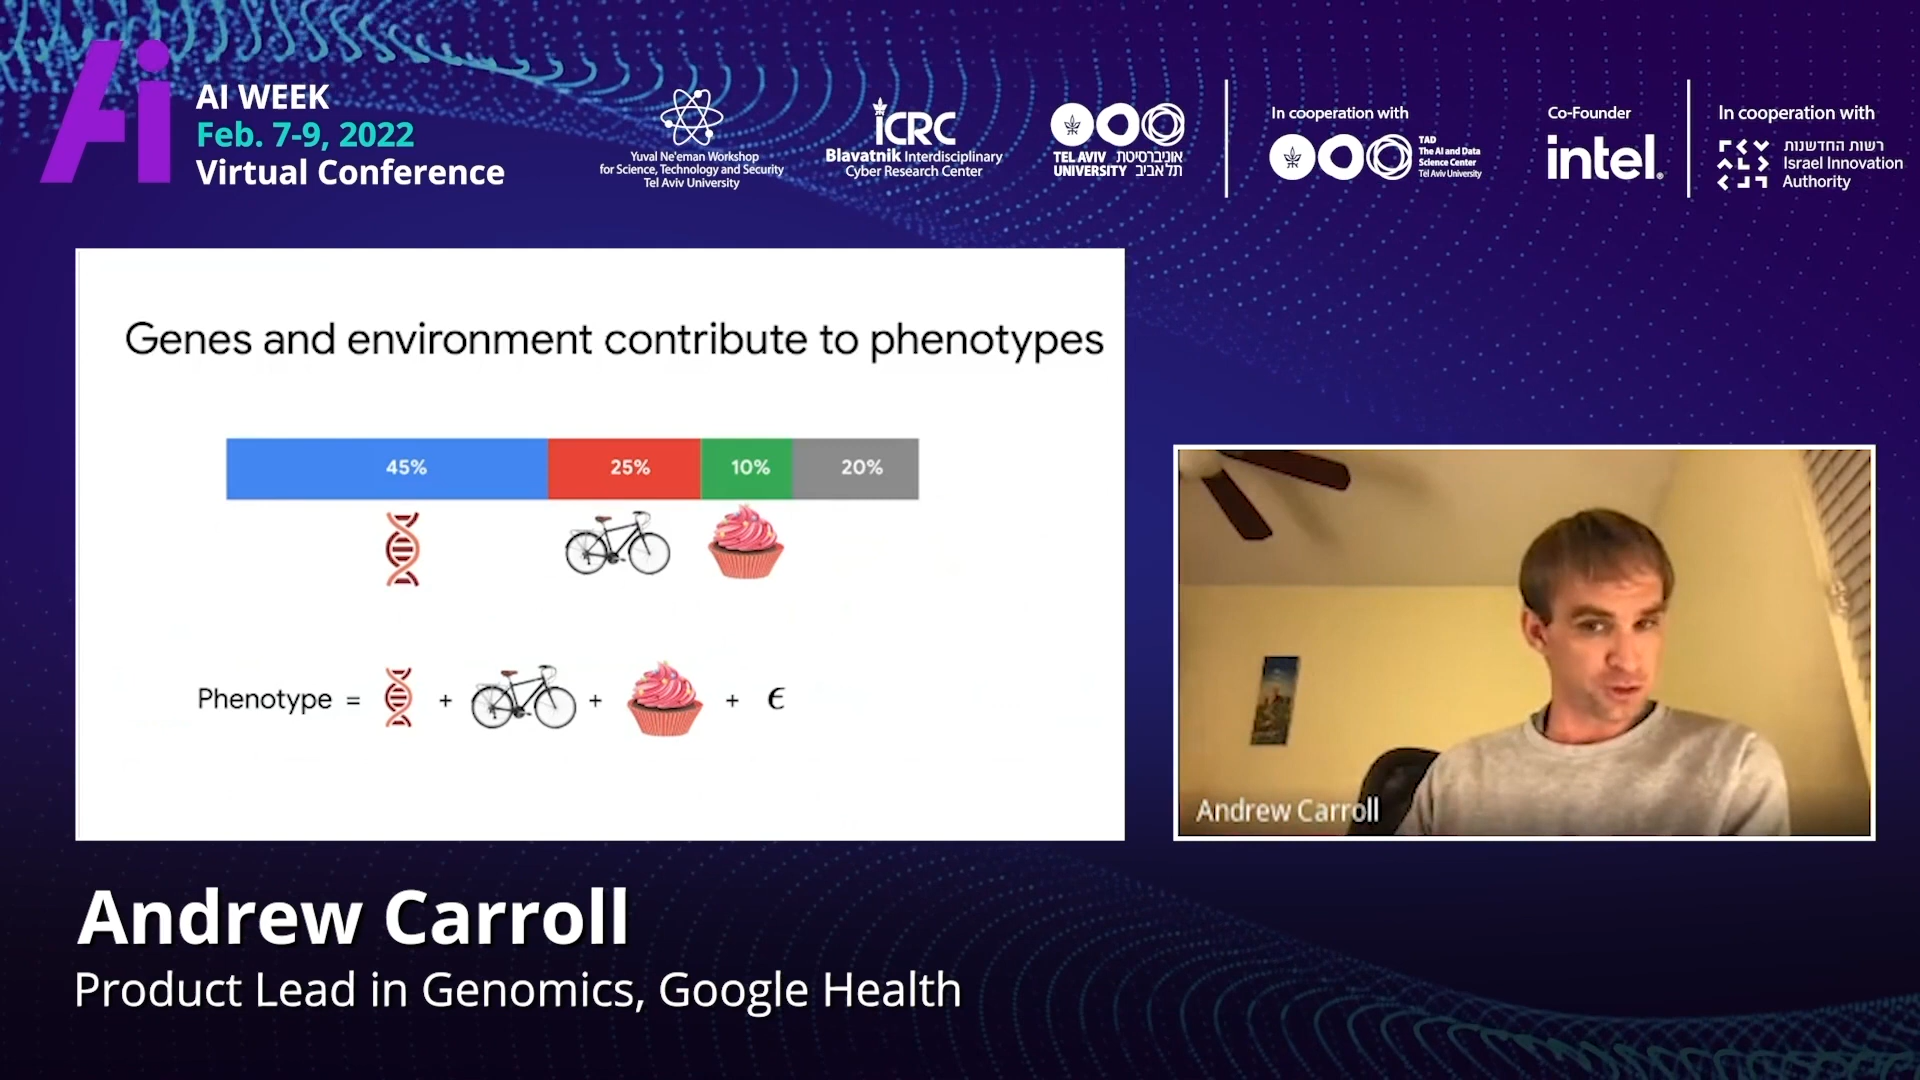 Ai
AI WEEK
Feb. 7-9, 2022
Virtual Conference
Yuval Ne'eman Workshop
for Science, Technology and Security
Tel Aviv University
iCRC
Blavatnik Interdisciplinary
Cyber Research Center
TEL AVIV אוניברסיטת
UNIVERSITY תל אביב
In cooperation with
TAD
The AI and Data
Science Center
Tel Aviv University
Co-Founder
intel.
In cooperation with
רשות החדשנות
Israel Innovation
Authority
Genes and environment contribute to phenotypes
45% 25% 10% 20%
Phenotype = + + + ϵ
Andrew Carroll
Andrew Carroll
Product Lead in Genomics, Google Health